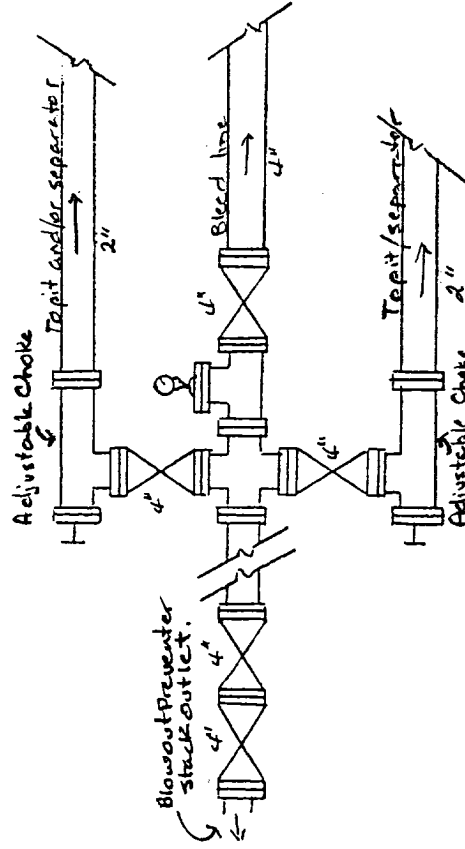 Adjustable Choke
To pit and/or separator
2"
4"
Bleed line
4"
4"
4"
To pit/separator
2"
Adjustable Choke
Blowout Preventer
stack outlet.
4"
4"